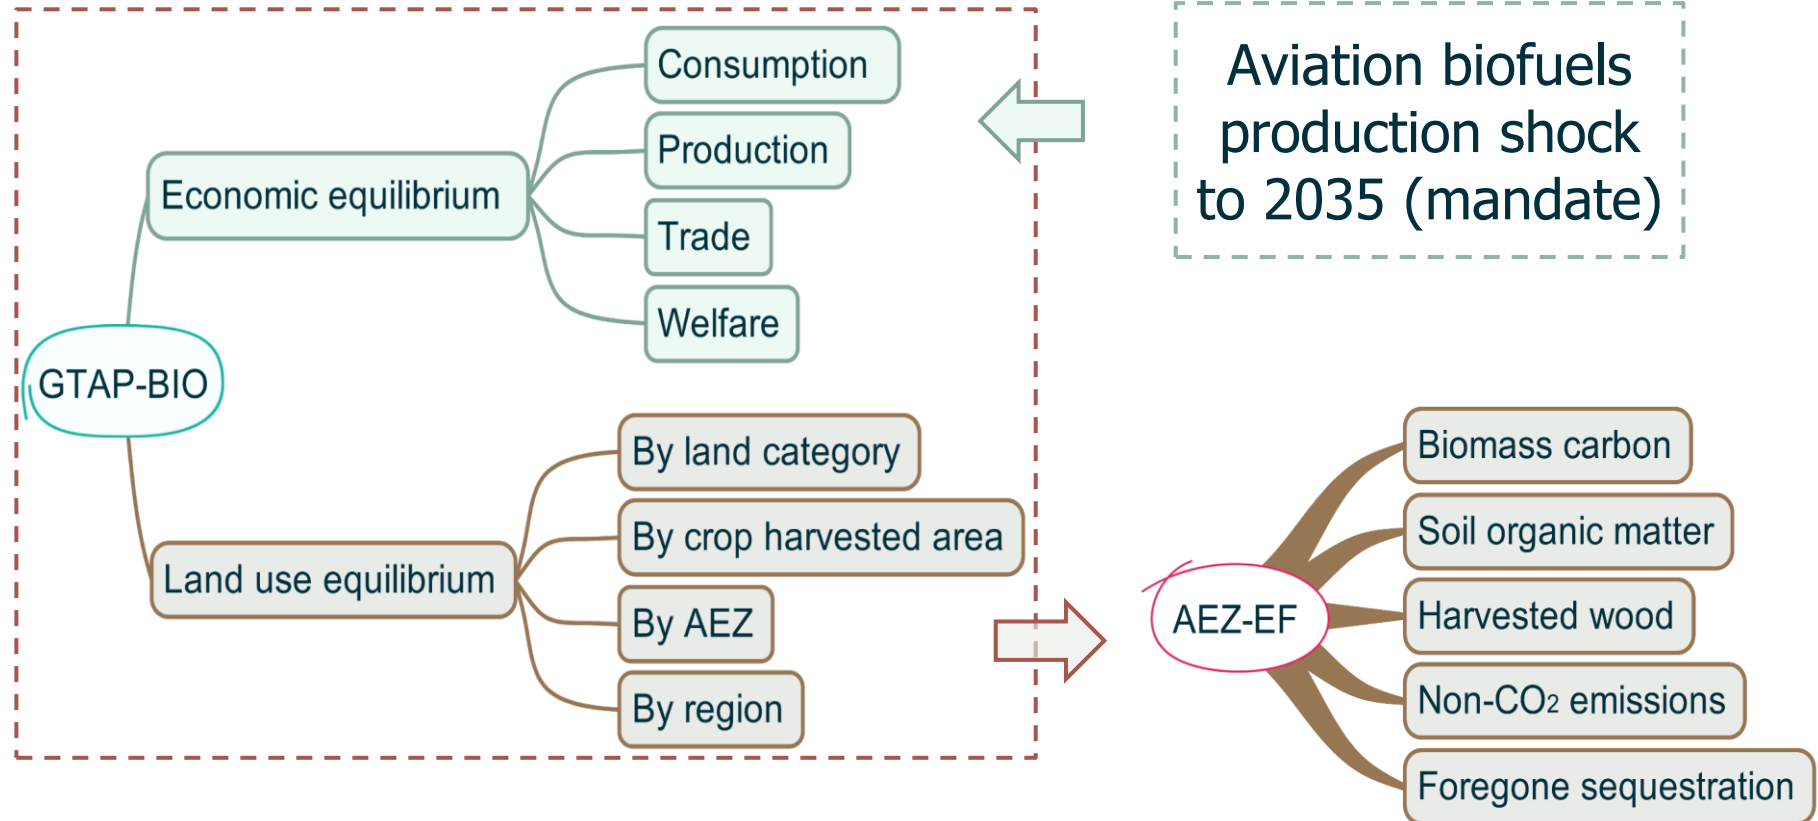 GTAP-BIO
Economic equilibrium
Consumption
Production
Trade
Welfare
Land use equilibrium
By land category
By crop harvested area
By AEZ
By region
Aviation biofuels
production shock
to 2035 (mandate)
AEZ-EF
Biomass carbon
Soil organic matter
Harvested wood
Non-CO2 emissions
Foregone sequestration